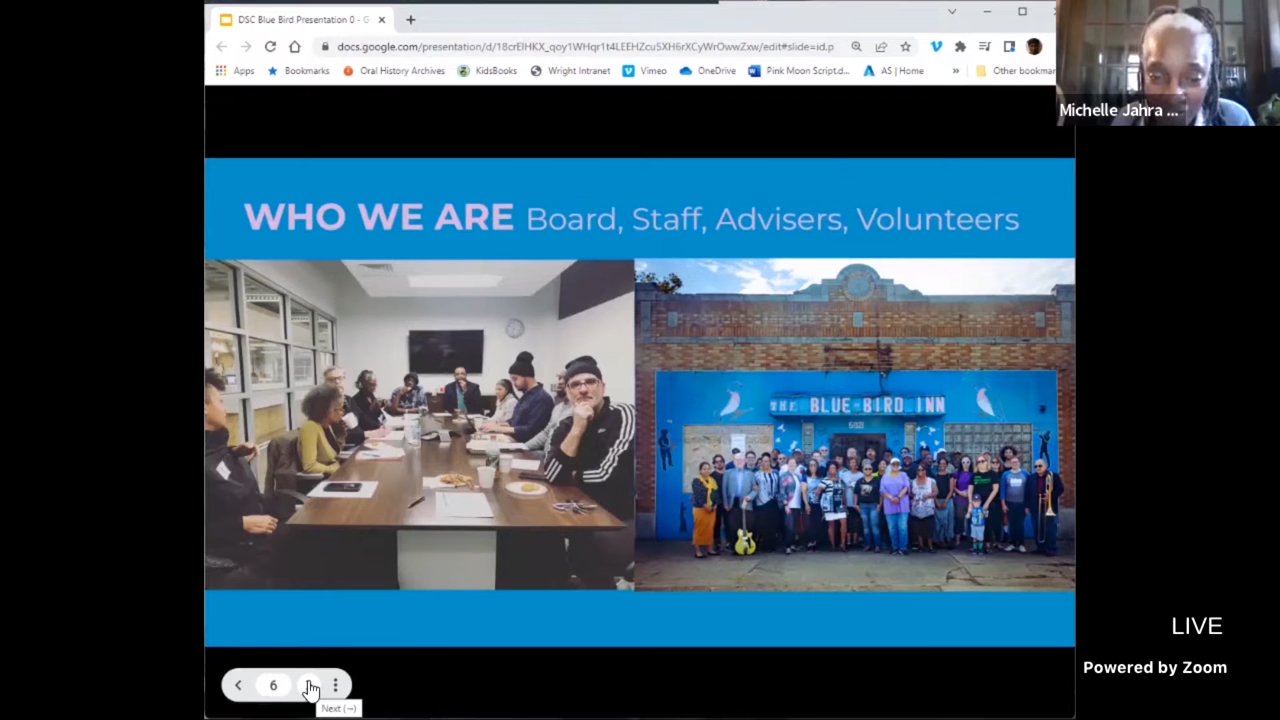 DSC Blue Bird Presentation 0 - G
docs.google.com/presentation/d/18crElHKX_qoy1WHqr1t4LEEHZcu5XH6rXCyWrOwwZxw/edit#slide=id.p
Apps Bookmarks Oral History Archives KidsBooks Wright Intranet Vimeo OneDrive Pink Moon Script.d... AS | Home » Other bookmar
Michelle Jahra ...
WHO WE ARE Board, Staff, Advisers, Volunteers
THE BLUE BIRD INN
6021
LIVE
Powered by Zoom
6
Next (→)